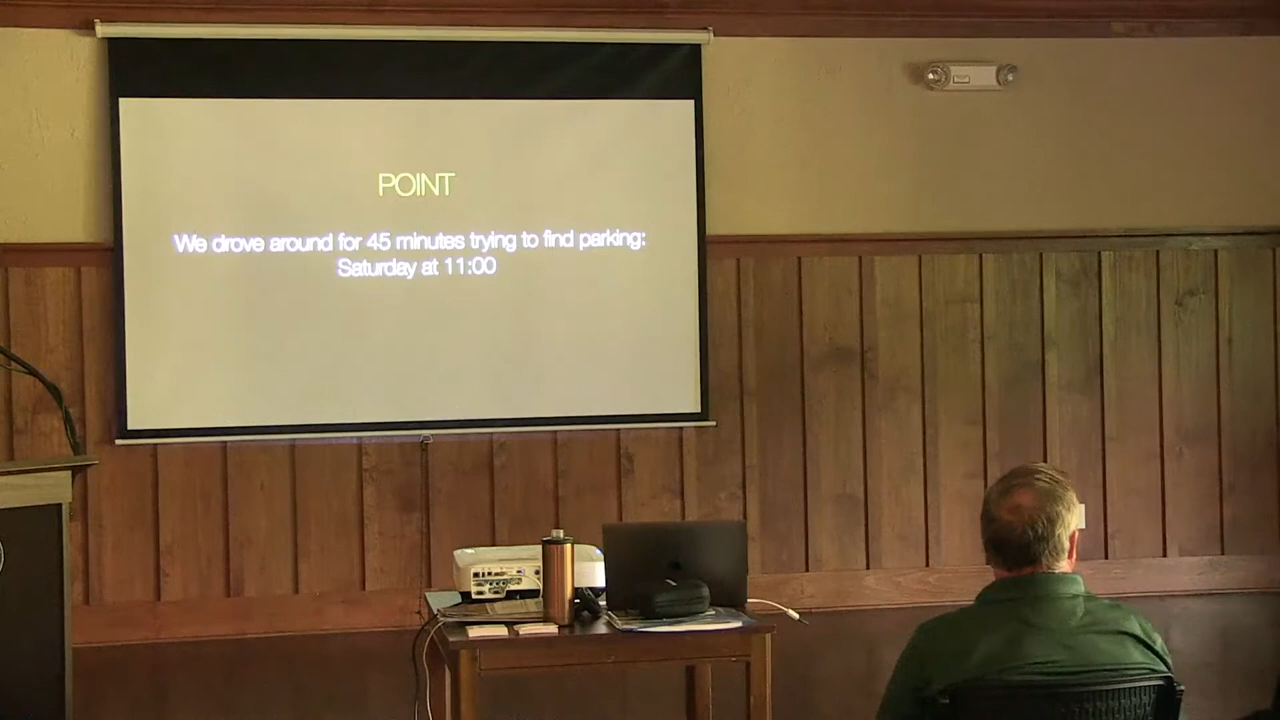 POINT
We drove around for 45 minutes trying to find parking:
Saturday at 11:00